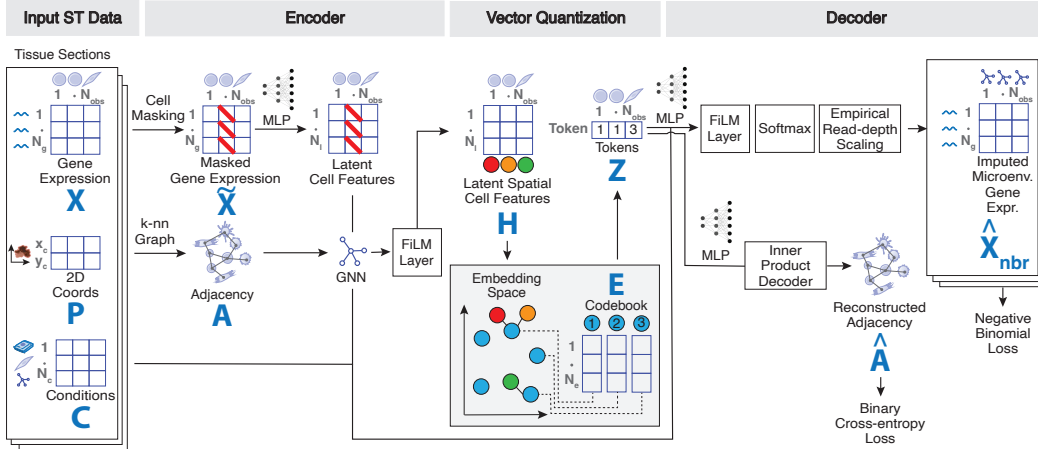 Input ST Data
Encoder
Vector Quantization
Decoder
Tissue Sections
1 · N_obs
1
·
N_g
Gene
Expression
X
Cell
Masking
1 · N_obs
1
·
N_g
Masked
Gene Expression
X̃
MLP
1 · N_obs
1
·
N_l
Latent
Cell Features
x_c
y_c
2D
Coords
P
k-nn
Graph
Adjacency
A
GNN
FiLM
Layer
1
·
N_c
Conditions
C
1 · N_obs
1
·
N_l
Latent Spatial
Cell Features
H
1 · N_obs
Token
1 1 3
Tokens
Z
Embedding
Space
E
Codebook
1 2 3
1
·
N_e
MLP
FiLM
Layer
Softmax
Empirical
Read-depth
Scaling
1 · N_obs
1
·
N_g
Imputed
Microenv.
Gene
Expr.
X̂_nbr
Negative
Binomial
Loss
MLP
Inner
Product
Decoder
Reconstructed
Adjacency
Â
Binary
Cross-entropy
Loss